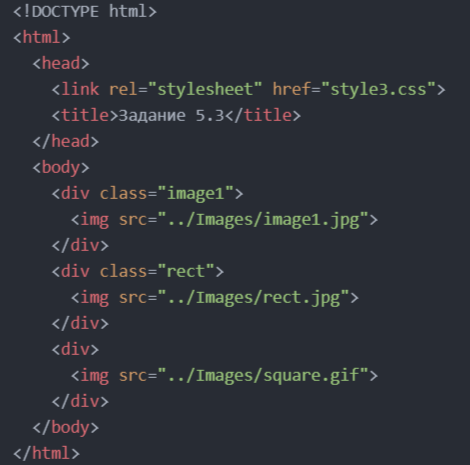 <!DOCTYPE html>
<html>
  <head>
    <link rel="stylesheet" href="style3.css">
    <title>Задание 5.3</title>
  </head>
  <body>
    <div class="image1">
      <img src="../Images/image1.jpg">
    </div>
    <div class="rect">
      <img src="../Images/rect.jpg">
    </div>
    <div>
      <img src="../Images/square.gif">
    </div>
  </body>
</html>